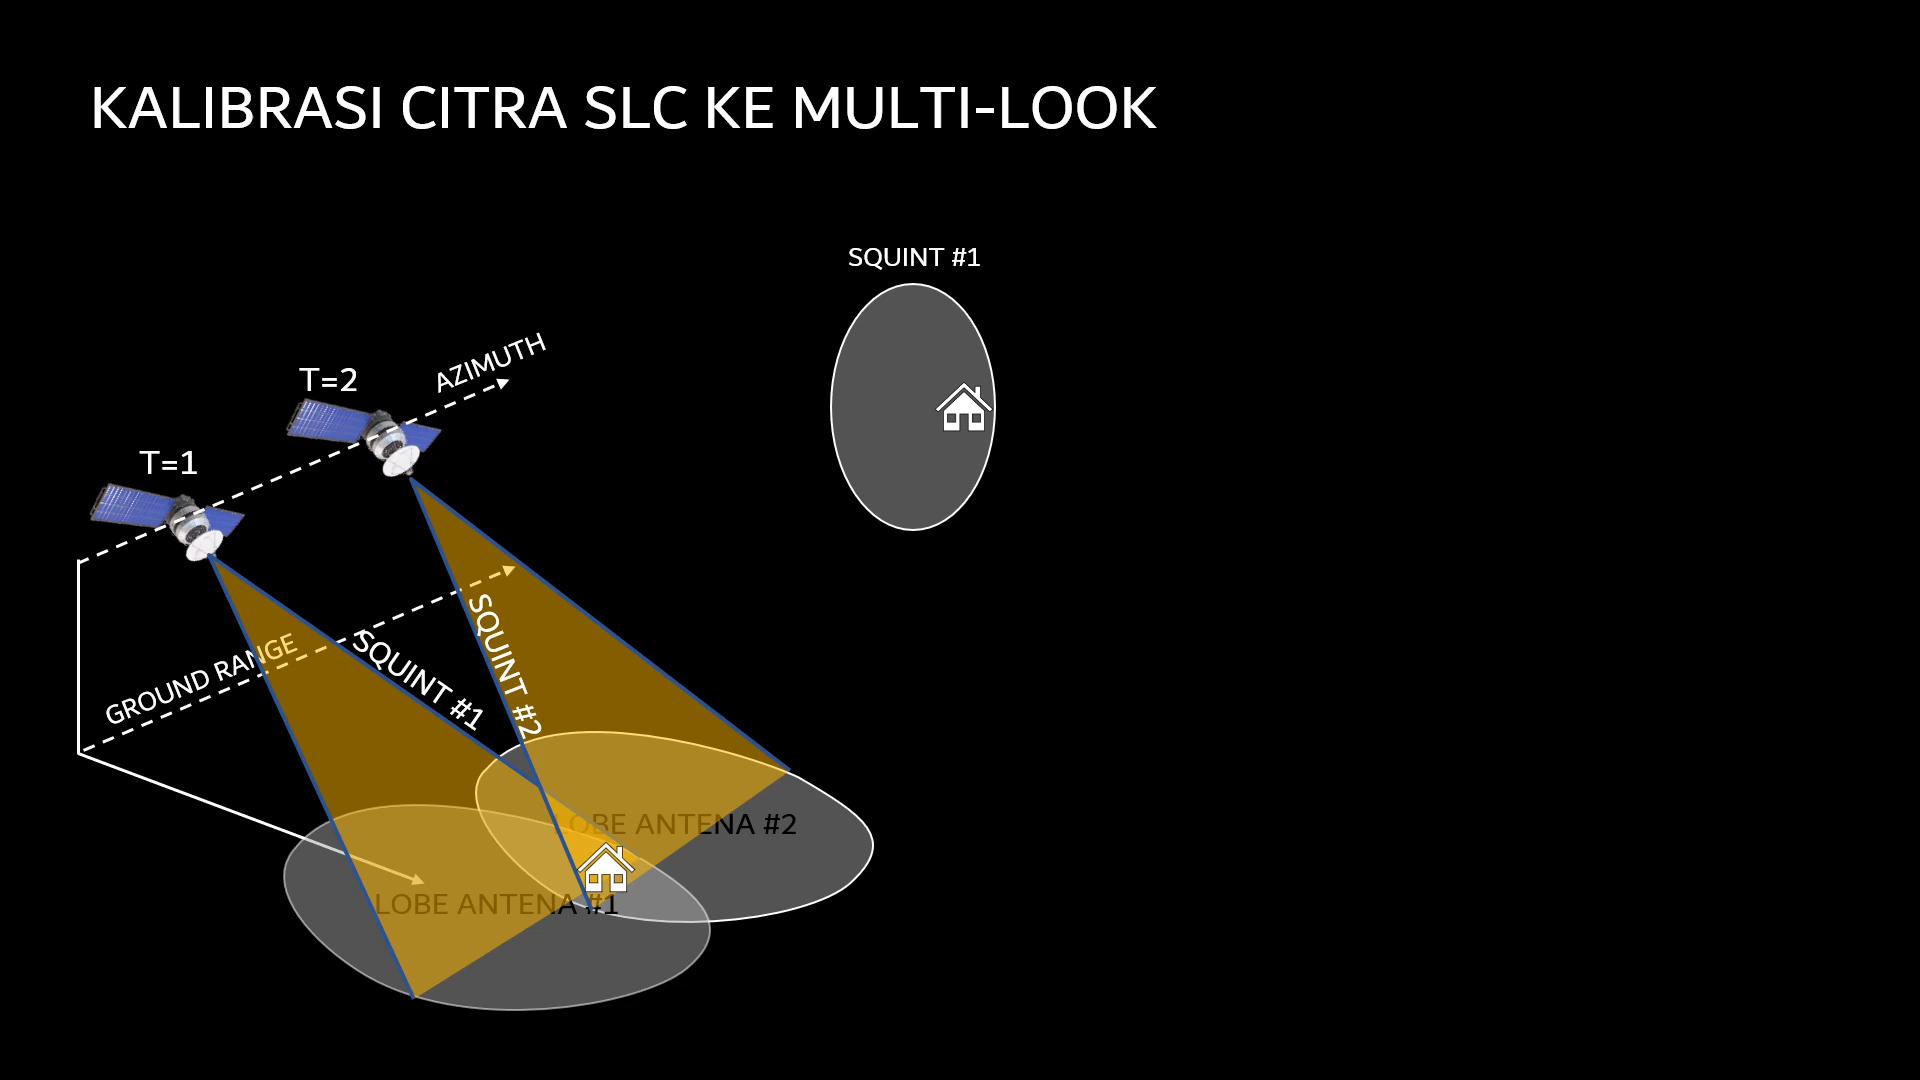 KALIBRASI CITRA SLC KE MULTI-LOOK
SQUINT #1
AZIMUTH
T=2
T=1
GROUND RANGE
SQUINT #1
SQUINT #2
LOBE ANTENA #2
LOBE ANTENA #1